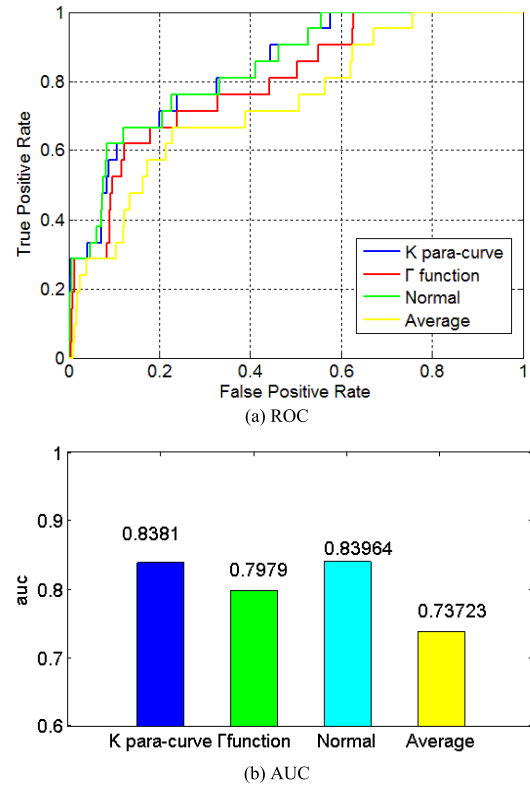 1
0.8
0.6
0.4
0.2
0
0 0.2 0.4 0.6 0.8 1
True Positive Rate
False Positive Rate
K para-curve
Γ function
Normal
Average
(a) ROC
1
0.9
0.8
0.7
0.6
auc
0.8381
0.7979
0.83964
0.73723
K para-curve Γfunction Normal Average
(b) AUC